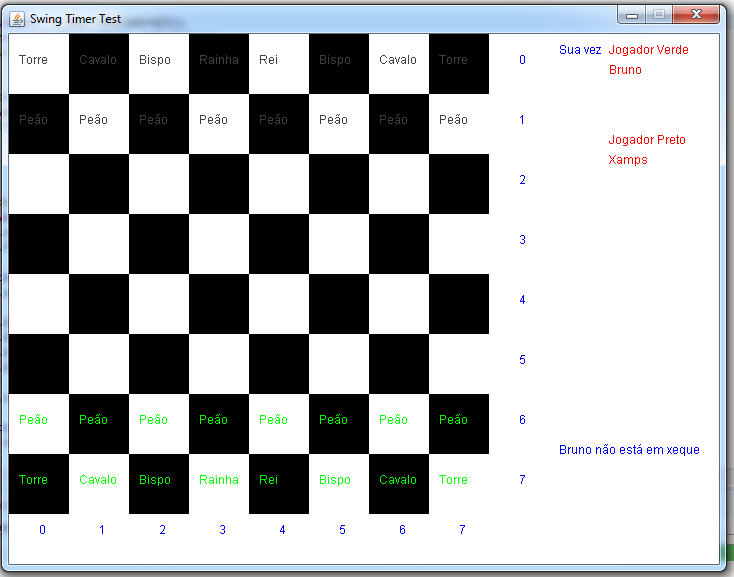 Swing Timer Test
Torre Cavalo Bispo Rainha Rei Bispo Cavalo Torre 0 Sua vez Jogador Verde
Bruno
Peão Peão Peão Peão Peão Peão Peão Peão 1
Jogador Preto
Xamps
2
3
4
5
Peão Peão Peão Peão Peão Peão Peão Peão 6
Bruno não está em xeque
Torre Cavalo Bispo Rainha Rei Bispo Cavalo Torre 7
0 1 2 3 4 5 6 7